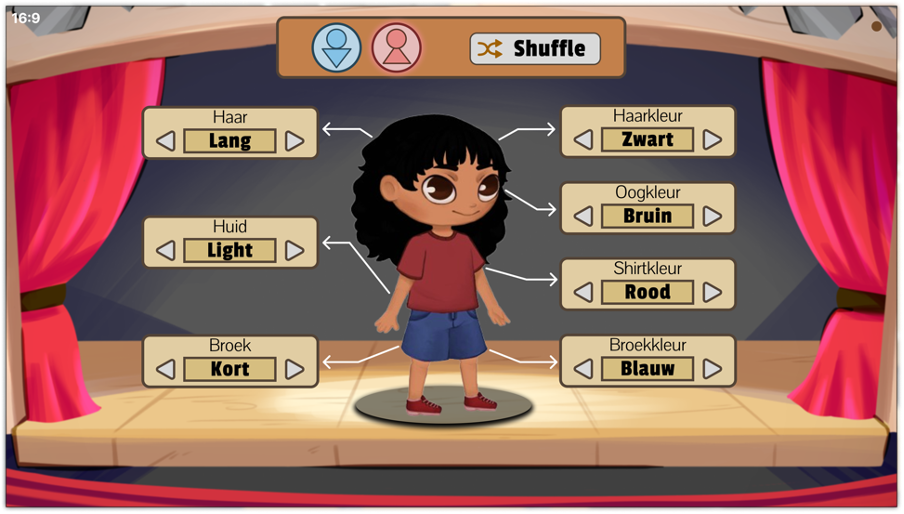 16:9
Shuffle
Haar
Lang
Haarkleur
Zwart
Oogkleur
Bruin
Huid
Light
Shirtkleur
Rood
Broek
Kort
Broekkleur
Blauw